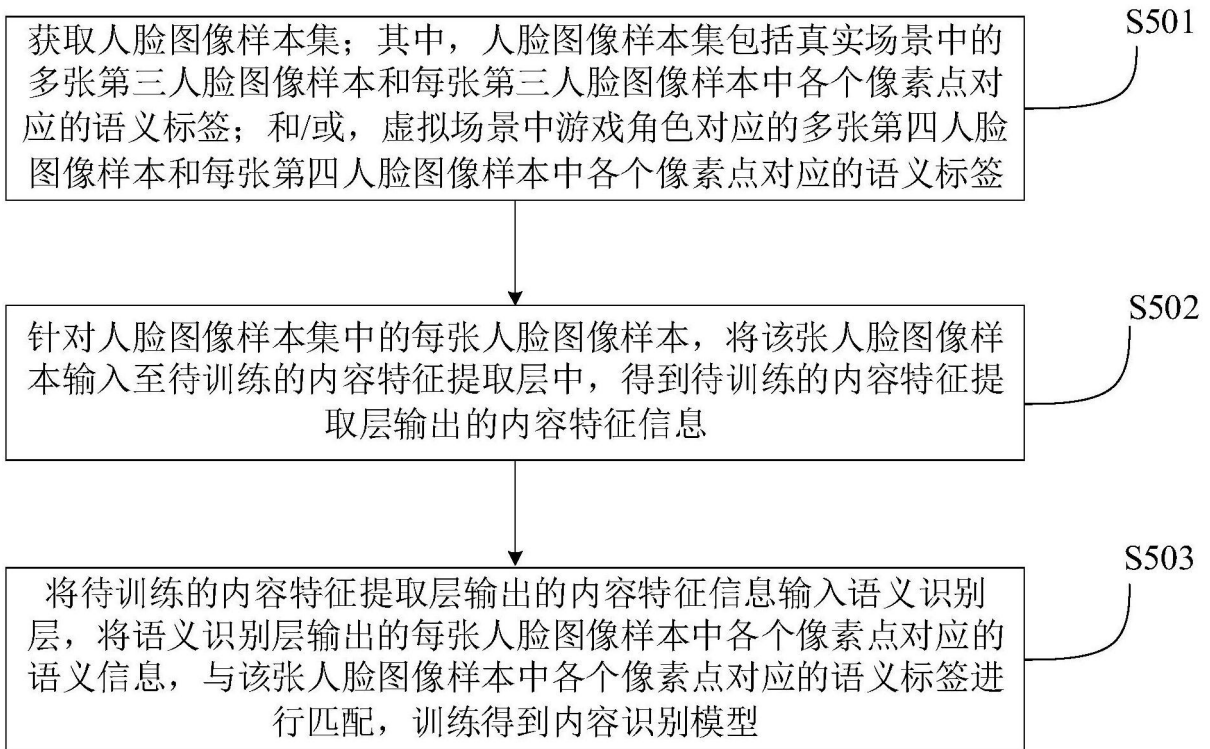 S501
获取人脸图像样本集；其中，人脸图像样本集包括真实场景中的
多张第三人脸图像样本和每张第三人脸图像样本中各个像素点对
应的语义标签；和/或，虚拟场景中游戏角色对应的多张第四人脸
图像样本和每张第四人脸图像样本中各个像素点对应的语义标签
S502
针对人脸图像样本集中的每张人脸图像样本，将该张人脸图像样
本输入至待训练的内容特征提取层中，得到待训练的内容特征提
取层输出的内容特征信息
S503
将待训练的内容特征提取层输出的内容特征信息输入语义识别
层，将语义识别层输出的每张人脸图像样本中各个像素点对应的
语义信息，与该张人脸图像样本中各个像素点对应的语义标签进
行匹配，训练得到内容识别模型